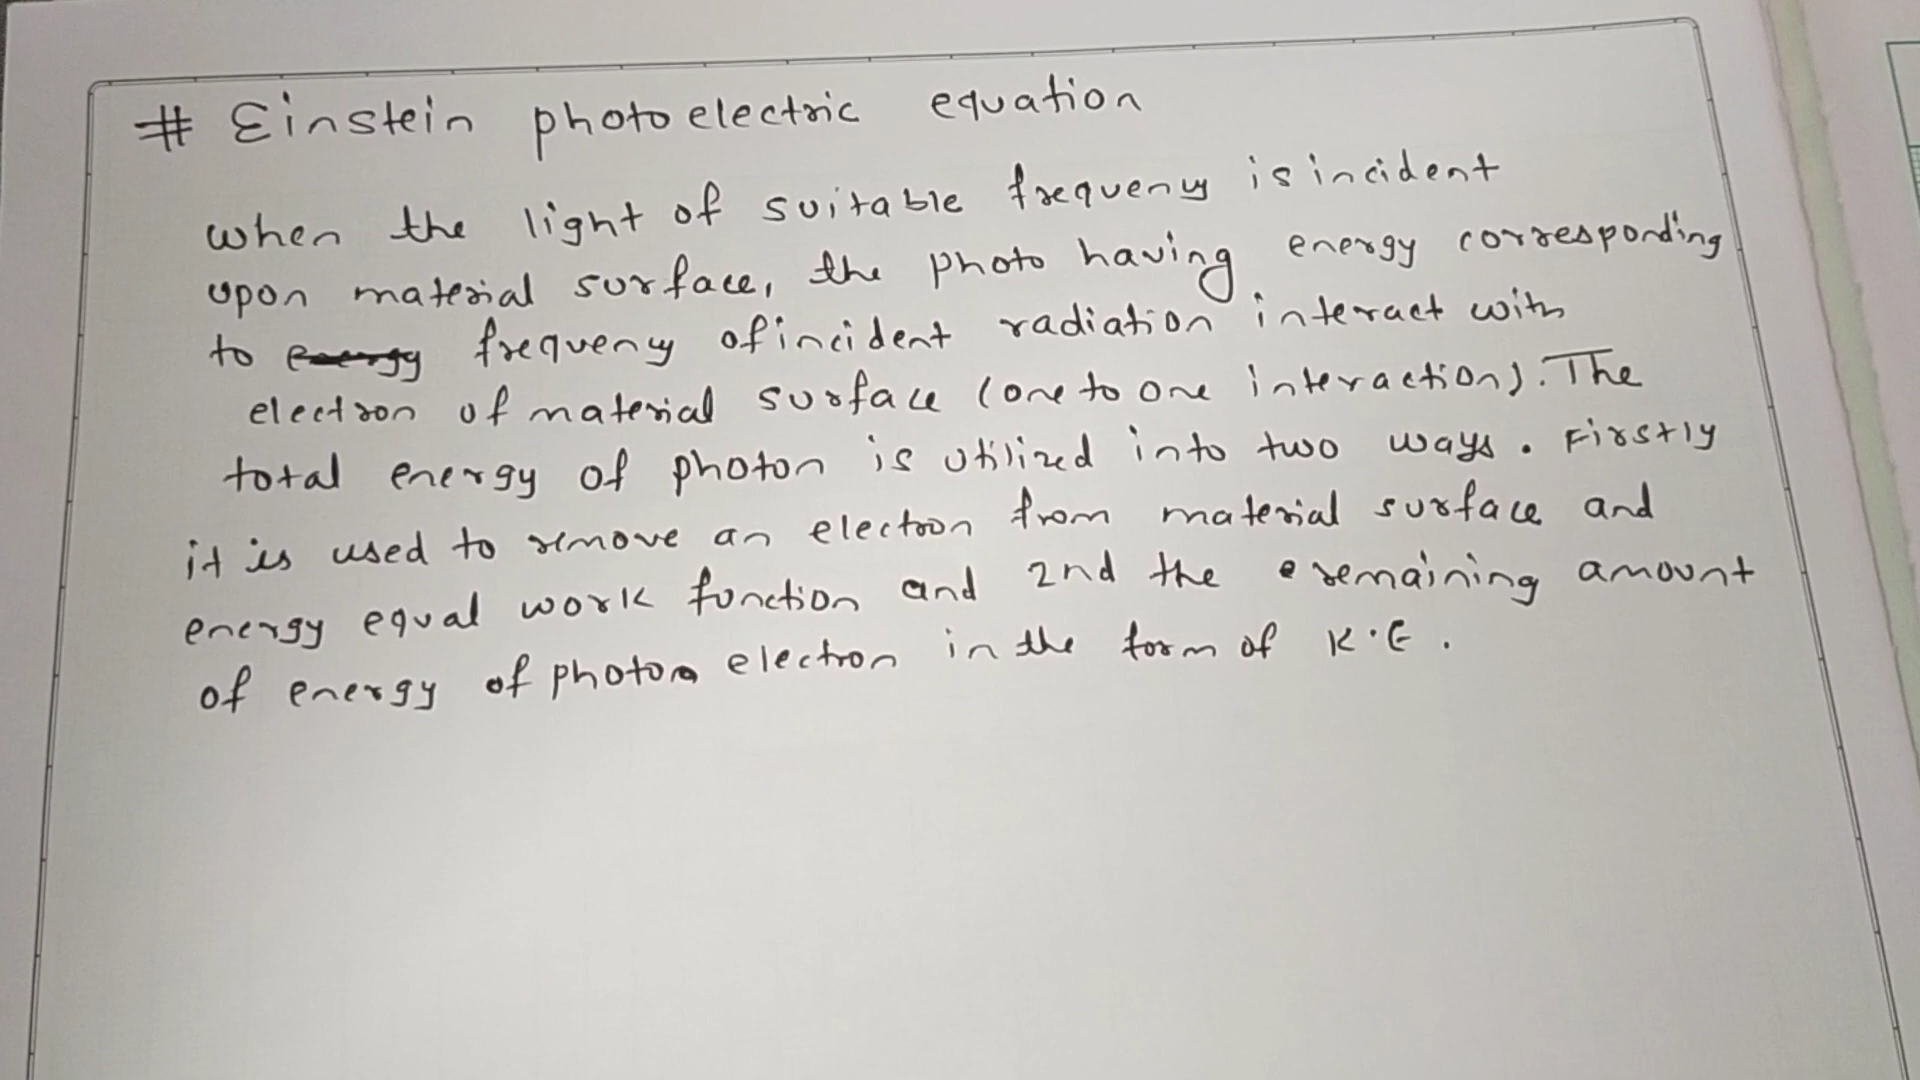 # Einstein photoelectric equation
when the light of suitable frequency is incident
upon material surface, the photo having energy corresponding
to frequency of incident radiation interact with
electron of material surface (one to one interaction). The
total energy of photon is utilized into two ways. Firstly
it is used to remove an electron from material surface and
energy equal work function and 2nd the remaining amount
of energy of photon electron in the form of K.E.